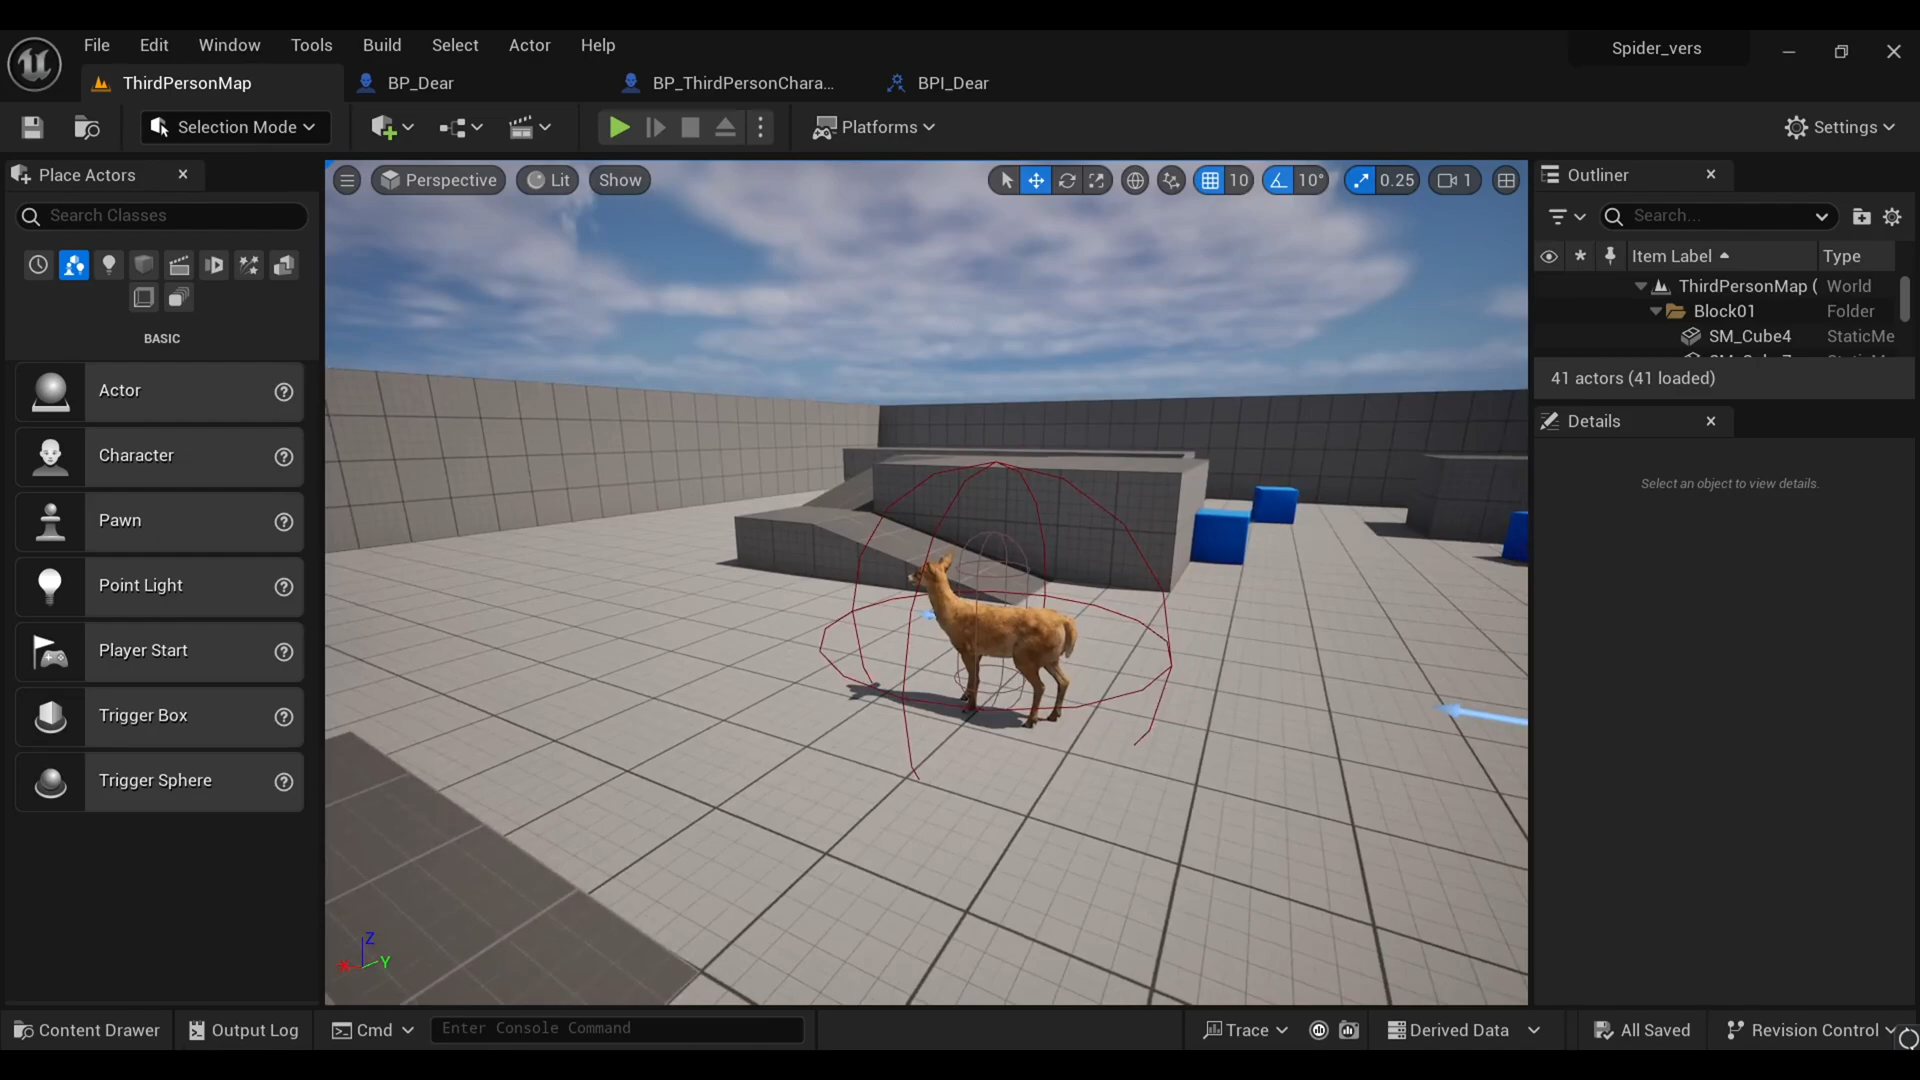 File Edit Window Tools Build Select Actor Help
Spider_vers
ThirdPersonMap
BP_Dear
BP_ThirdPersonChara...
BPI_Dear
Selection Mode
Platforms
Settings
Place Actors
Search Classes
BASIC
Actor
Character
Pawn
Point Light
Player Start
Trigger Box
Trigger Sphere
Perspective
Lit
Show
10
10°
0.25
1
Z
X
Y
Outliner
Search...
Item Label
Type
ThirdPersonMap (
World
Block01
Folder
SM_Cube4
StaticMe
41 actors (41 loaded)
Details
Select an object to view details.
Content Drawer
Output Log
Cmd
Enter Console Command
Trace
Derived Data
All Saved
Revision Control